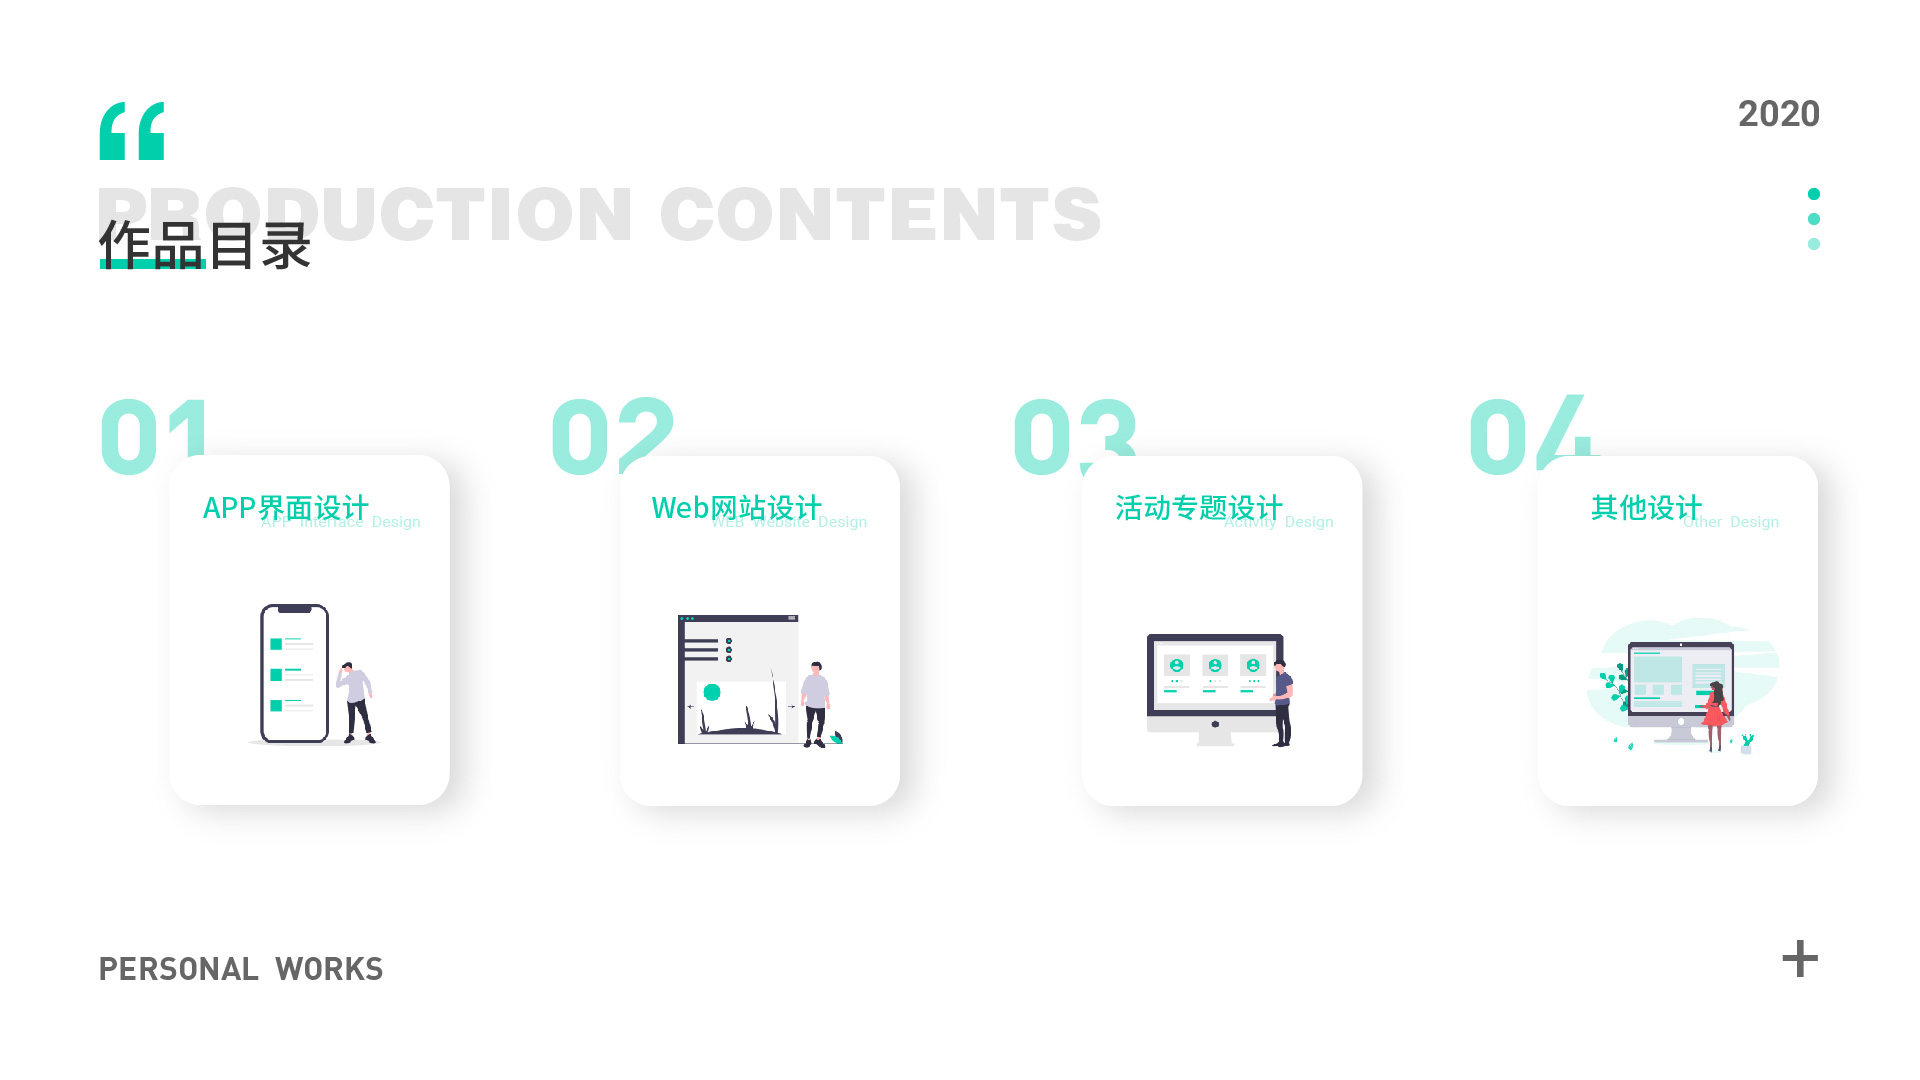 2020
PRODUCTION CONTENTS
作品目录
01
APP界面设计
APP Interface Design
02
Web网站设计
WEB Website Design
03
活动专题设计
Activity Design
04
其他设计
Other Design
PERSONAL WORKS